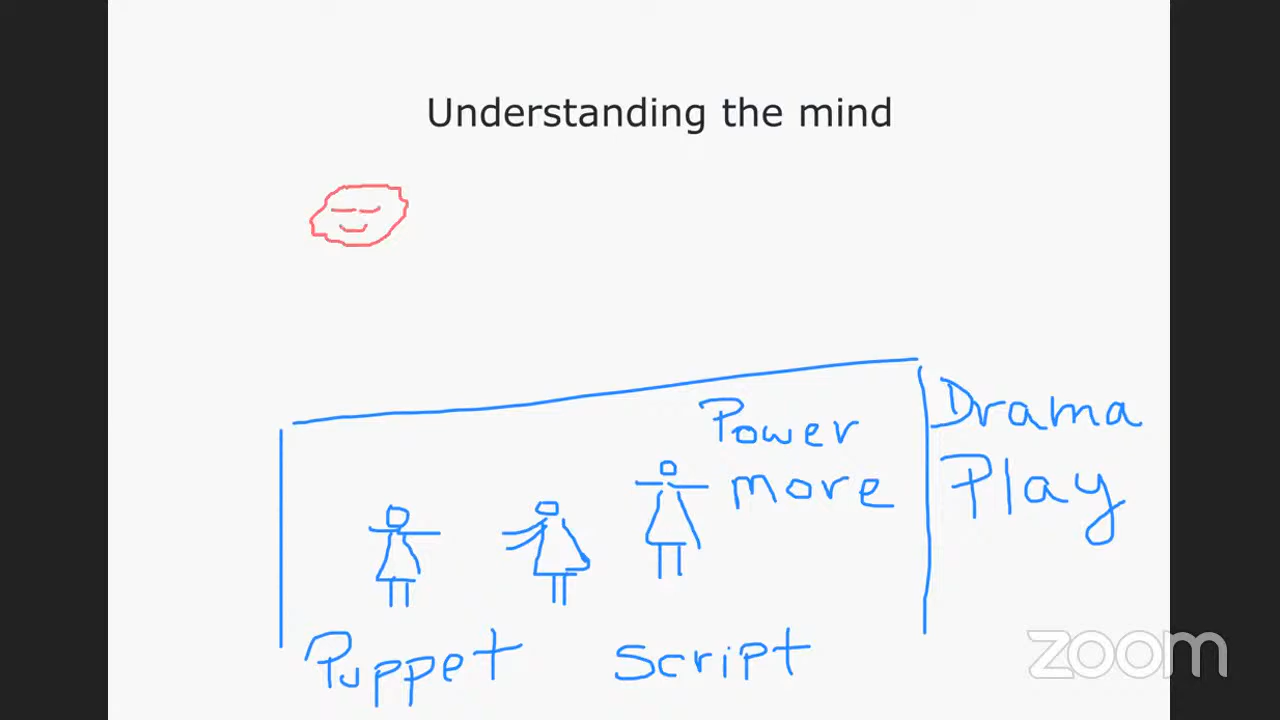 Understanding the mind
Power
more
Drama
Play
Puppet
Script
zoom